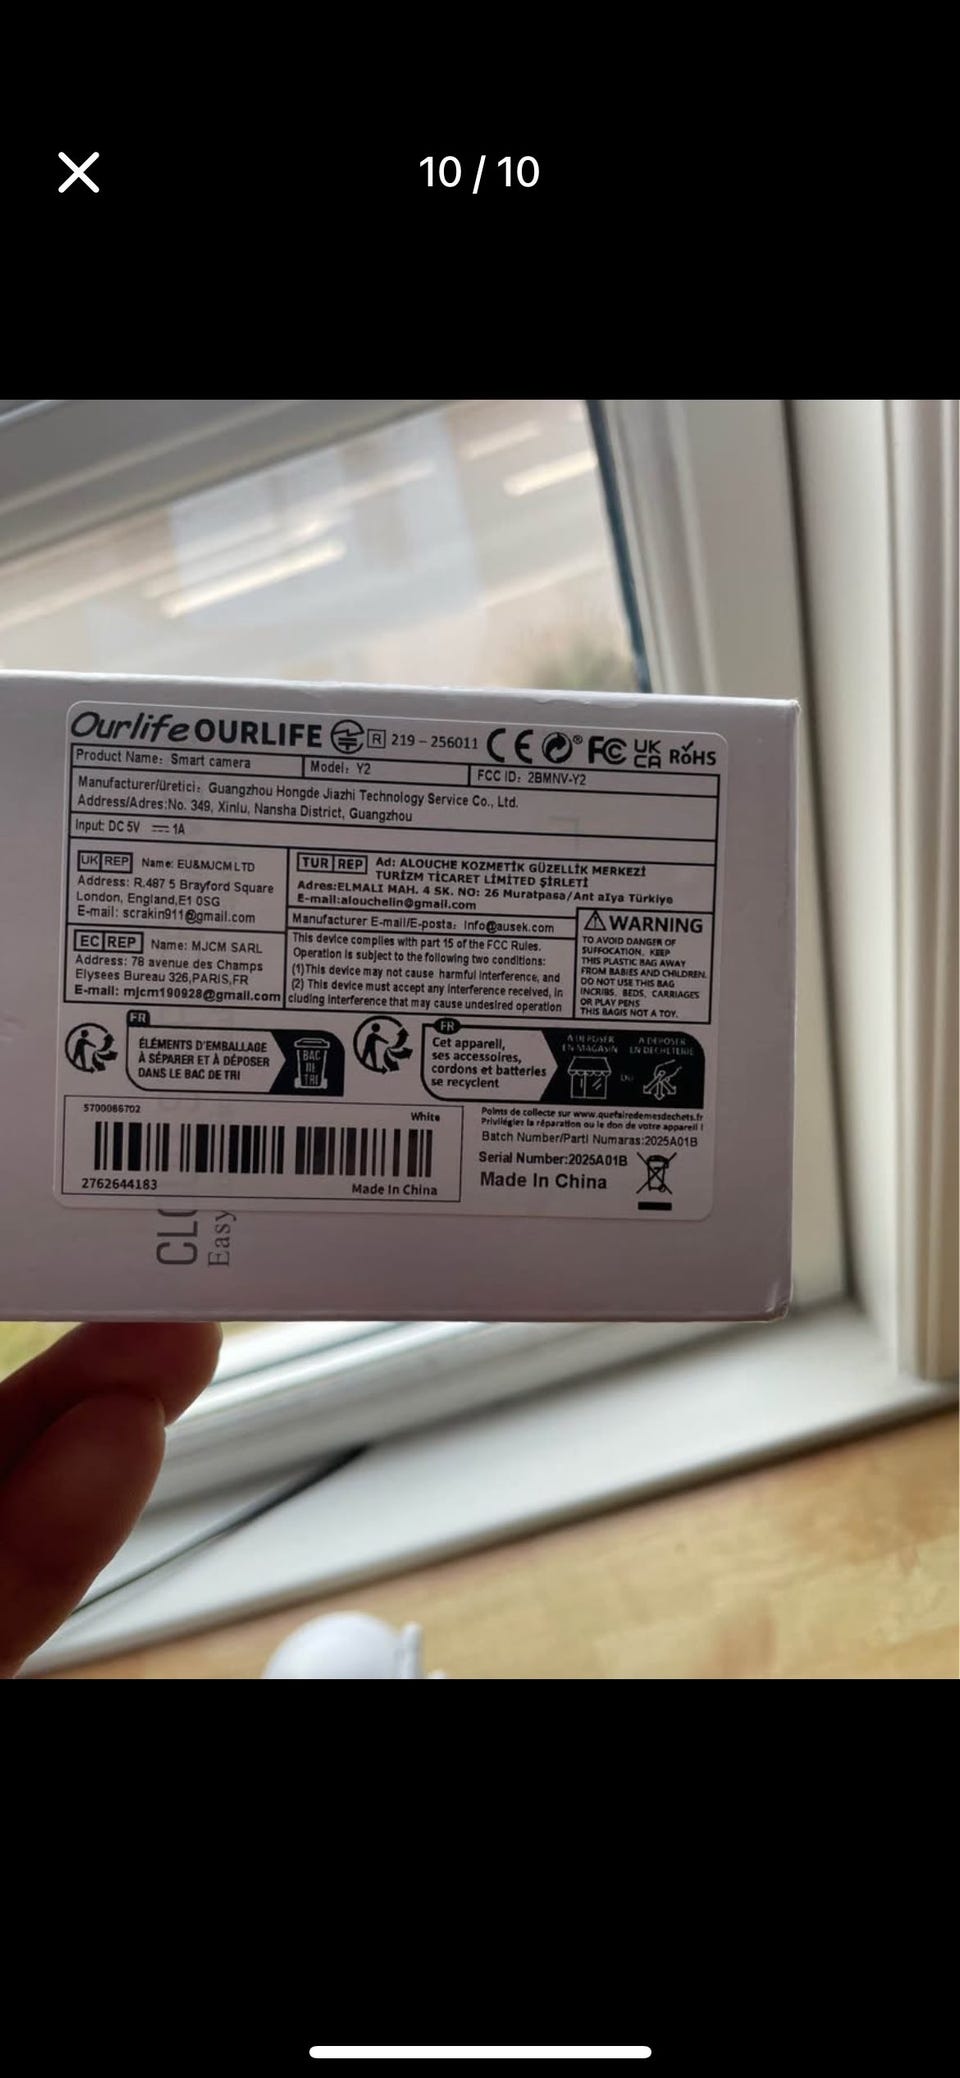 10 / 10
Ourlife OURLIFE R 219-256011 CE FC UK CA RoHS
Product Name: Smart camera Model: Y2 FCC ID: 2BMNV-Y2
Manufacturer/üretici: Guangzhou Hongde Jiazhi Technology Service Co., Ltd.
Address/Adres:No. 349, Xinlu, Nansha District, Guangzhou
Input: DC 5V 1A
UK REP Name: EU&MJCM LTD
Address: R.487 5 Brayford Square
London, England,E1 0SG
E-mail: scrakin911@gmail.com
EC REP Name: MJCM SARL
Address: 78 avenue des Champs
Elysees Bureau 326,PARIS,FR
E-mail: mjcm190928@gmail.com
TUR REP Ad: ALOUCHE KOZMETİK GÜZELLİK MERKEZİ
TURİZM TİCARET LİMİTED ŞİRLETİ
Adres:ELMALI MAH. 4 SK. NO: 26 Muratpasa/Ant alya Türkiye
E-mail:alouchelin@gmail.com
Manufacturer E-mail/E-posta: Info@ausek.com
This device complies with part 15 of the FCC Rules.
Operation is subject to the following two conditions:
(1)This device may not cause harmful interference, and
(2) This device must accept any interference received, in
cluding interference that may cause undesired operation
WARNING
TO AVOID DANGER OF
SUFFOCATION, KEEP
THIS PLASTIC BAG AWAY
FROM BABIES AND CHILDREN.
DO NOT USE THIS BAG
INCRIBS, BEDS, CARRIAGES
OR PLAY PENS
THIS BAGIS NOT A TOY.
FR
ÉLÉMENTS D'EMBALLAGE
À SÉPARER ET À DÉPOSER
DANS LE BAC DE TRI
BAC
DE
TRI
FR
Cet appareil,
ses accessoires,
cordons et batteries
se recyclent
À DÉPOSER
EN MAGASIN
OU
À DÉPOSER
EN DÉCHÈTERIE
Points de collecte sur www.quefairedemesdechets.fr
Privilégiez la réparation ou le don de votre appareil !
5700086702
White
2762644183
Made In China
Batch Number/Parti Numaras:2025A01B
Serial Number:2025A01B
Made In China
Easy